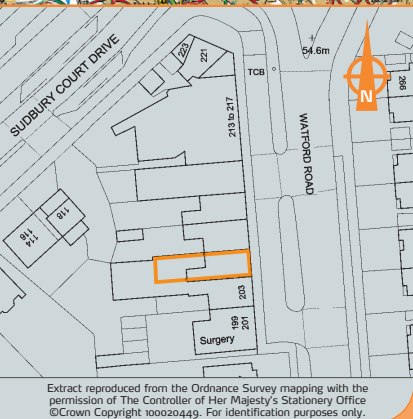 SUDBURY COURT DRIVE
223
221
54.6m
TCB
266
N
213 to 217
WATFORD ROAD
118
116
114
203
199
201
Surgery
Extract reproduced from the Ordnance Survey mapping with the
permission of The Controller of Her Majesty's Stationery Office
©Crown Copyright 100020449. For identification purposes only.